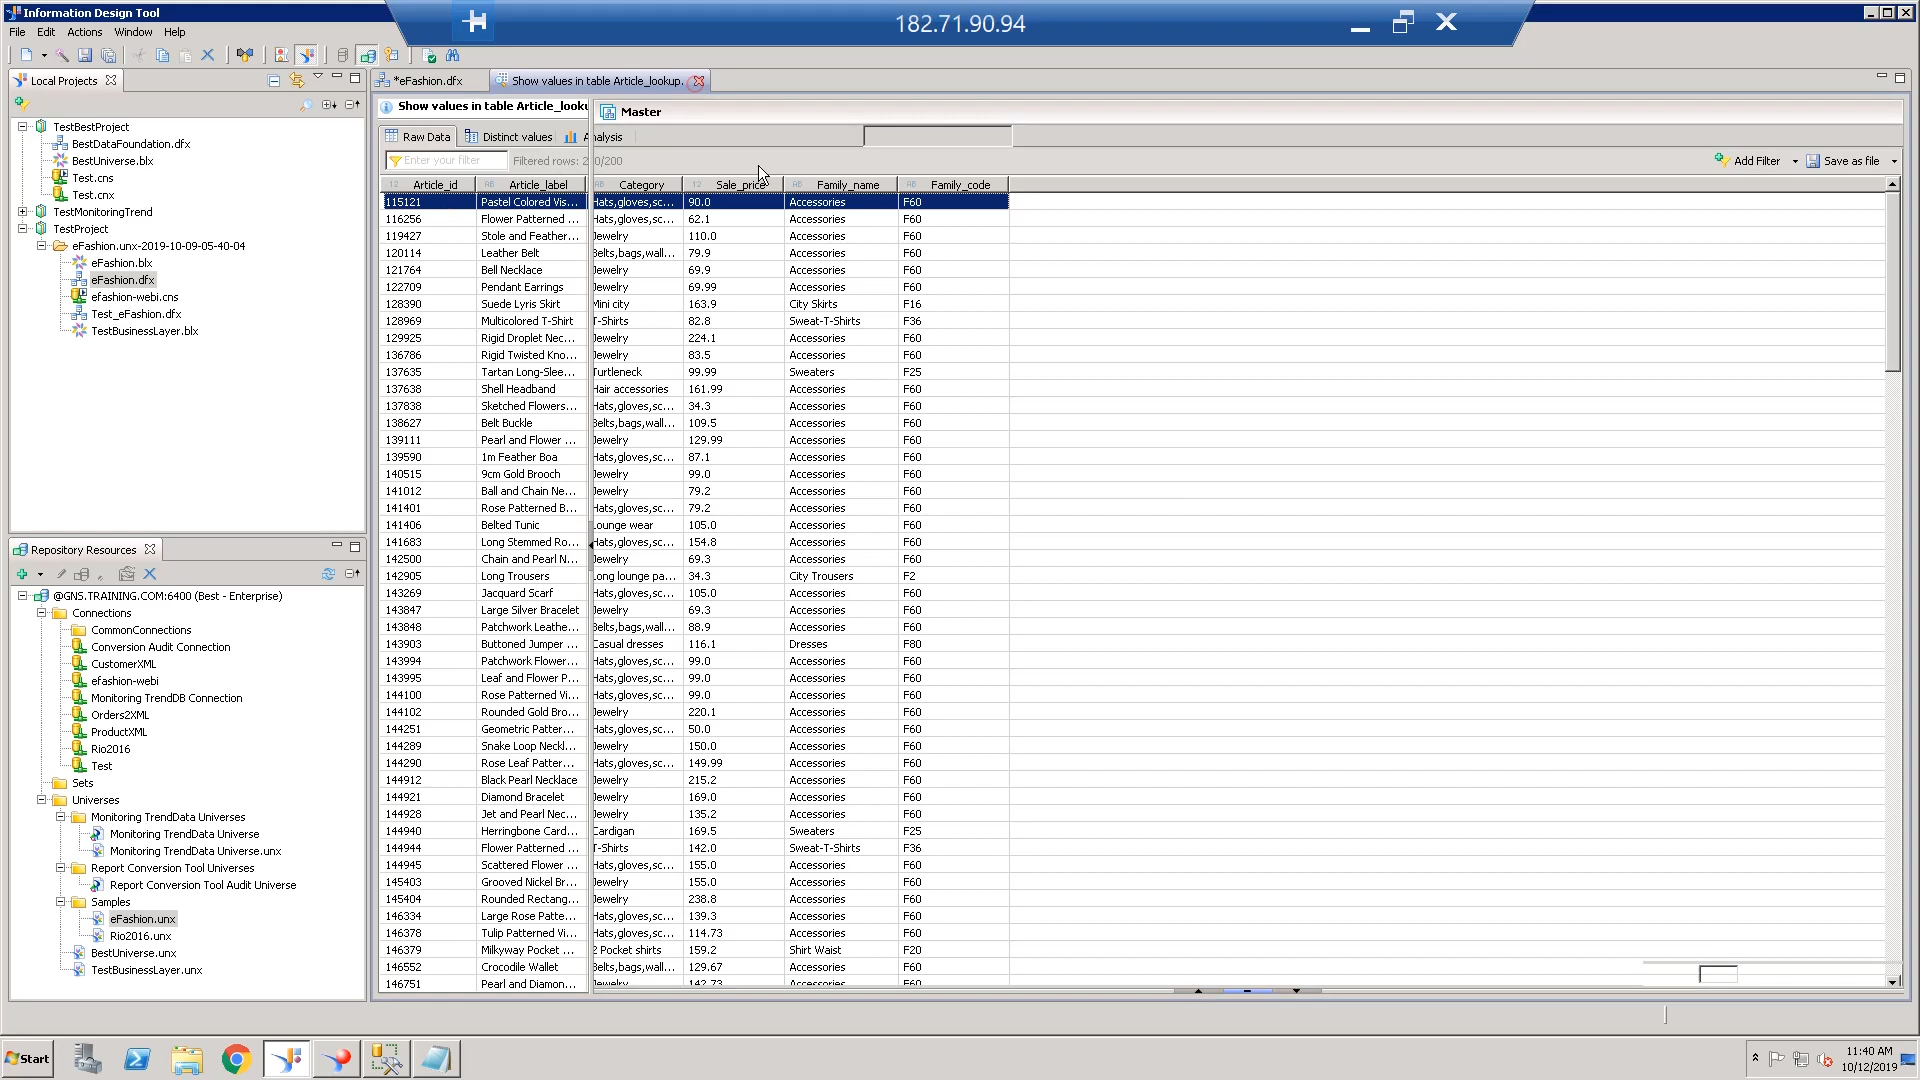 Information Design Tool
182.71.90.94
File Edit Actions Window Help
Local Projects
TestBestProject
BestDataFoundation.dfx
BestUniverse.blx
Test.cns
Test.cnx
TestMonitoringTrend
TestProject
eFashion.unx-2019-10-09-05-40-04
eFashion.blx
eFashion.dfx
efashion-webi.cns
Test_eFashion.dfx
TestBusinessLayer.blx
Repository Resources
@GNS.TRAINING.COM:6400 (Best - Enterprise)
Connections
CommonConnections
Conversion Audit Connection
CustomerXML
efashion-webi
Monitoring TrendDB Connection
Orders2XML
ProductXML
Rio2016
Test
Sets
Universes
Monitoring TrendData Universes
Monitoring TrendData Universe
Monitoring TrendData Universe.unx
Report Conversion Tool Universes
Report Conversion Tool Audit Universe
Samples
eFashion.unx
Rio2016.unx
BestUniverse.unx
TestBusinessLayer.unx
*eFashion.dfx Show values in table Article_lookup.
Show values in table Article_looku Master
Raw Data Distinct values nalysis
Enter your filter Filtered rows: 2 0/200 Add Filter Save as file
12 Article_id AB Article_label AB Category 12 Sale_price AB Family_name AB Family_code
115121 Pastel Colored Vis... Hats,gloves,sc... 90.0 Accessories F60
116256 Flower Patterned ... Hats,gloves,sc... 62.1 Accessories F60
119427 Stole and Feather... Jewelry 110.0 Accessories F60
120114 Leather Belt Belts,bags,wall... 79.9 Accessories F60
121764 Bell Necklace Jewelry 69.9 Accessories F60
122709 Pendant Earrings Jewelry 69.99 Accessories F60
128390 Suede Lyris Skirt Mini city 163.9 City Skirts F16
128969 Multicolored T-Shirt T-Shirts 82.8 Sweat-T-Shirts F36
129925 Rigid Droplet Nec... Jewelry 224.1 Accessories F60
136786 Rigid Twisted Kno... Jewelry 83.5 Accessories F60
137635 Tartan Long-Slee... Turtleneck 99.99 Sweaters F25
137638 Shell Headband Hair accessories 161.99 Accessories F60
137838 Sketched Flowers... Hats,gloves,sc... 34.3 Accessories F60
138627 Belt Buckle Belts,bags,wall... 109.5 Accessories F60
139111 Pearl and Flower ... Jewelry 129.99 Accessories F60
139590 1m Feather Boa Hats,gloves,sc... 87.1 Accessories F60
140515 9cm Gold Brooch Jewelry 99.0 Accessories F60
141012 Ball and Chain Ne... Jewelry 79.2 Accessories F60
141401 Rose Patterned B... Hats,gloves,sc... 79.2 Accessories F60
141406 Belted Tunic Lounge wear 105.0 Accessories F60
141683 Long Stemmed Ro... Hats,gloves,sc... 154.8 Accessories F60
142500 Chain and Pearl N... Jewelry 69.3 Accessories F60
142905 Long Trousers Long lounge pa... 34.3 City Trousers F2
143269 Jacquard Scarf Hats,gloves,sc... 105.0 Accessories F60
143847 Large Silver Bracelet Jewelry 69.3 Accessories F60
143848 Patchwork Leathe... Belts,bags,wall... 88.9 Accessories F60
143903 Buttoned Jumper ... Casual dresses 116.1 Dresses F80
143994 Patchwork Flower... Hats,gloves,sc... 99.0 Accessories F60
143995 Leaf and Flower P... Hats,gloves,sc... 99.0 Accessories F60
144100 Rose Patterned Vi... Hats,gloves,sc... 99.0 Accessories F60
144102 Rounded Gold Bro... Jewelry 220.1 Accessories F60
144251 Geometric Patter... Hats,gloves,sc... 50.0 Accessories F60
144289 Snake Loop Neckl... Jewelry 150.0 Accessories F60
144290 Rose Leaf Patter... Hats,gloves,sc... 149.99 Accessories F60
144912 Black Pearl Necklace Jewelry 215.2 Accessories F60
144921 Diamond Bracelet Jewelry 169.0 Accessories F60
144928 Jet and Pearl Nec... Jewelry 135.2 Accessories F60
144940 Herringbone Card... Cardigan 169.5 Sweaters F25
144944 Flower Patterned ... T-Shirts 142.0 Sweat-T-Shirts F36
144945 Scattered Flower ... Hats,gloves,sc... 155.0 Accessories F60
145403 Grooved Nickel Br... Jewelry 155.0 Accessories F60
145404 Rounded Rectang... Jewelry 238.8 Accessories F60
146334 Large Rose Patte... Hats,gloves,sc... 139.3 Accessories F60
146378 Tulip Patterned Vi... Hats,gloves,sc... 114.73 Accessories F60
146379 Milkyway Pocket ... 2 Pocket shirts 159.2 Shirt Waist F20
146552 Crocodile Wallet Belts,bags,wall... 129.67 Accessories F60
146751 Pearl and Diamon... Jewelry 142.73 Accessories F60
Start
11:40 AM
10/12/2019